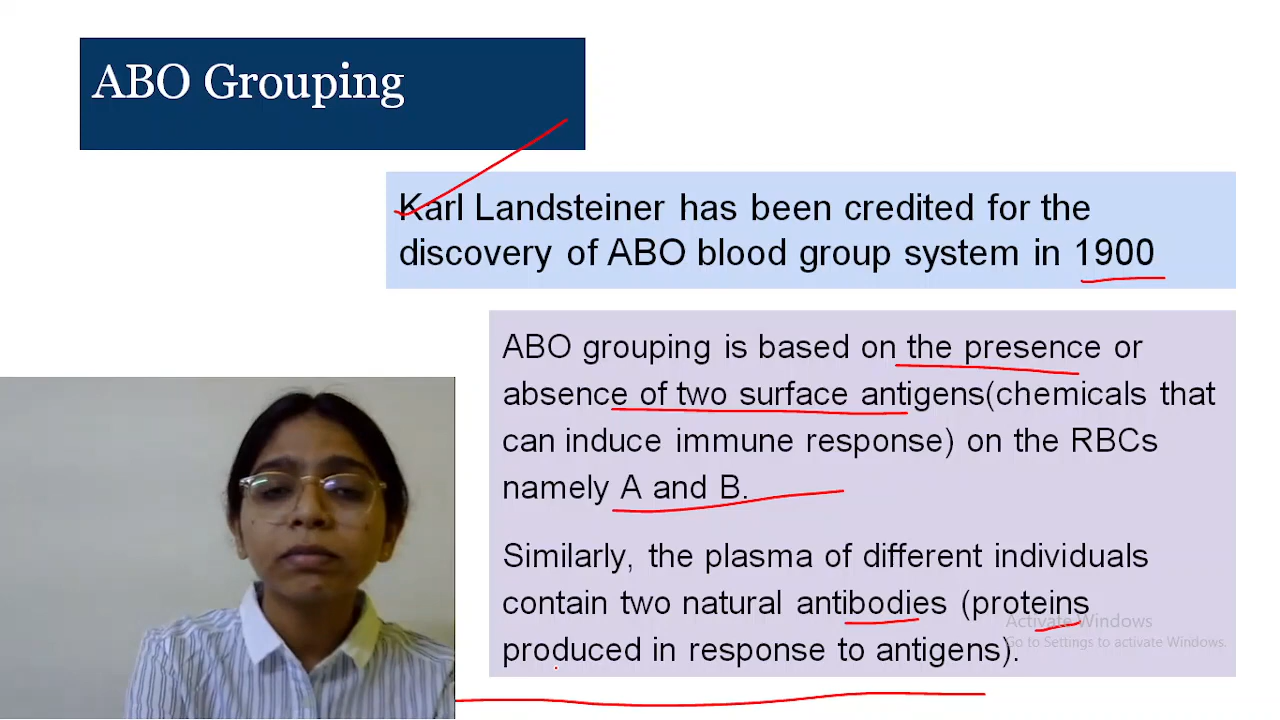 ABO Grouping
Karl Landsteiner has been credited for the
discovery of ABO blood group system in 1900
ABO grouping is based on the presence or
absence of two surface antigens(chemicals that
can induce immune response) on the RBCs
namely A and B.
Similarly, the plasma of different individuals
contain two natural antibodies (proteins
produced in response to antigens).
Activate Windows
Go to Settings to activate Windows.